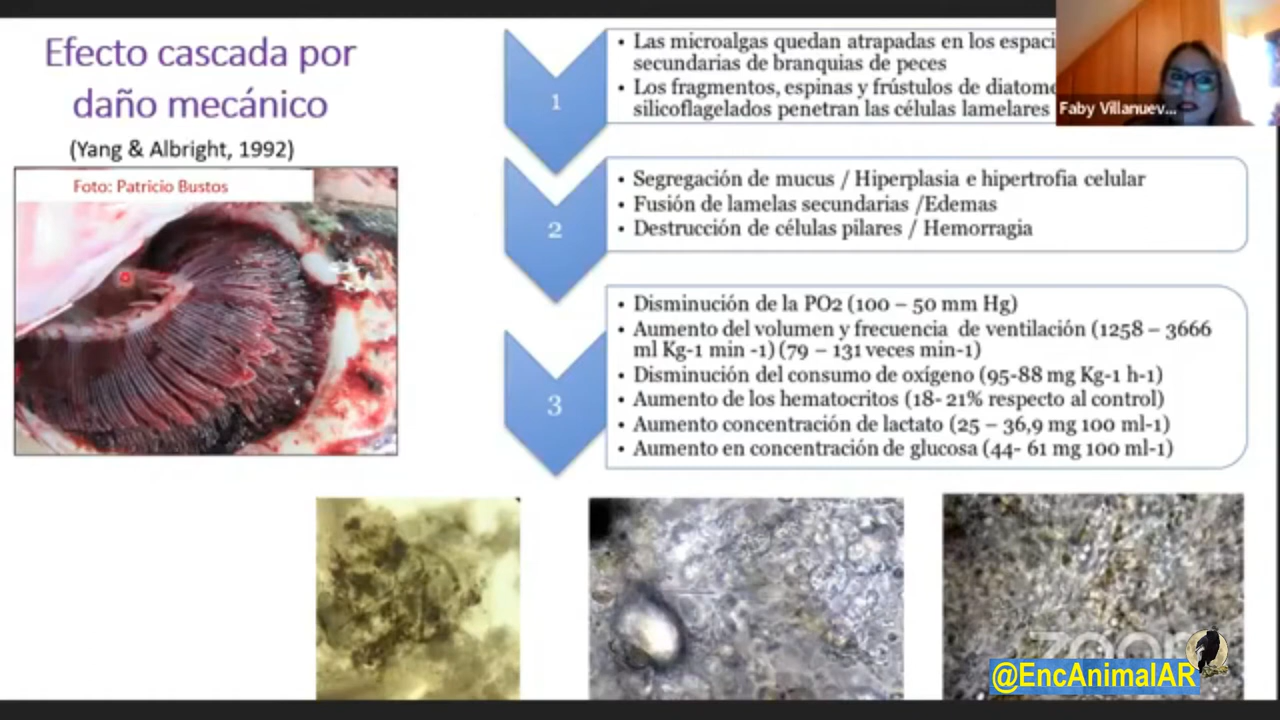 Efecto cascada por
daño mecánico
(Yang & Albright, 1992)
Foto: Patricio Bustos
1
• Las microalgas quedan atrapadas en los
secundarias de branquias de peces
• Los fragmentos, espinas y frústulos de
silicoflagelados penetran las células lamelares
2
• Segregación de mucus / Hiperplasia e hipertrofia celular
• Fusión de lamelas secundarias /Edemas
• Destrucción de células pilares / Hemorragia
3
• Disminución de la PO2 (100 – 50 mm Hg)
• Aumento del volumen y frecuencia de ventilación (1258 – 3666
ml Kg-1 min -1) (79 – 131 veces min-1)
• Disminución del consumo de oxígeno (95-88 mg Kg-1 h-1)
• Aumento de los hematocritos (18- 21% respecto al control)
• Aumento concentración de lactato (25 – 36,9 mg 100 ml-1)
• Aumento en concentración de glucosa (44- 61 mg 100 ml-1)
Faby Villanuev...
zoom
@EncAnimalAR